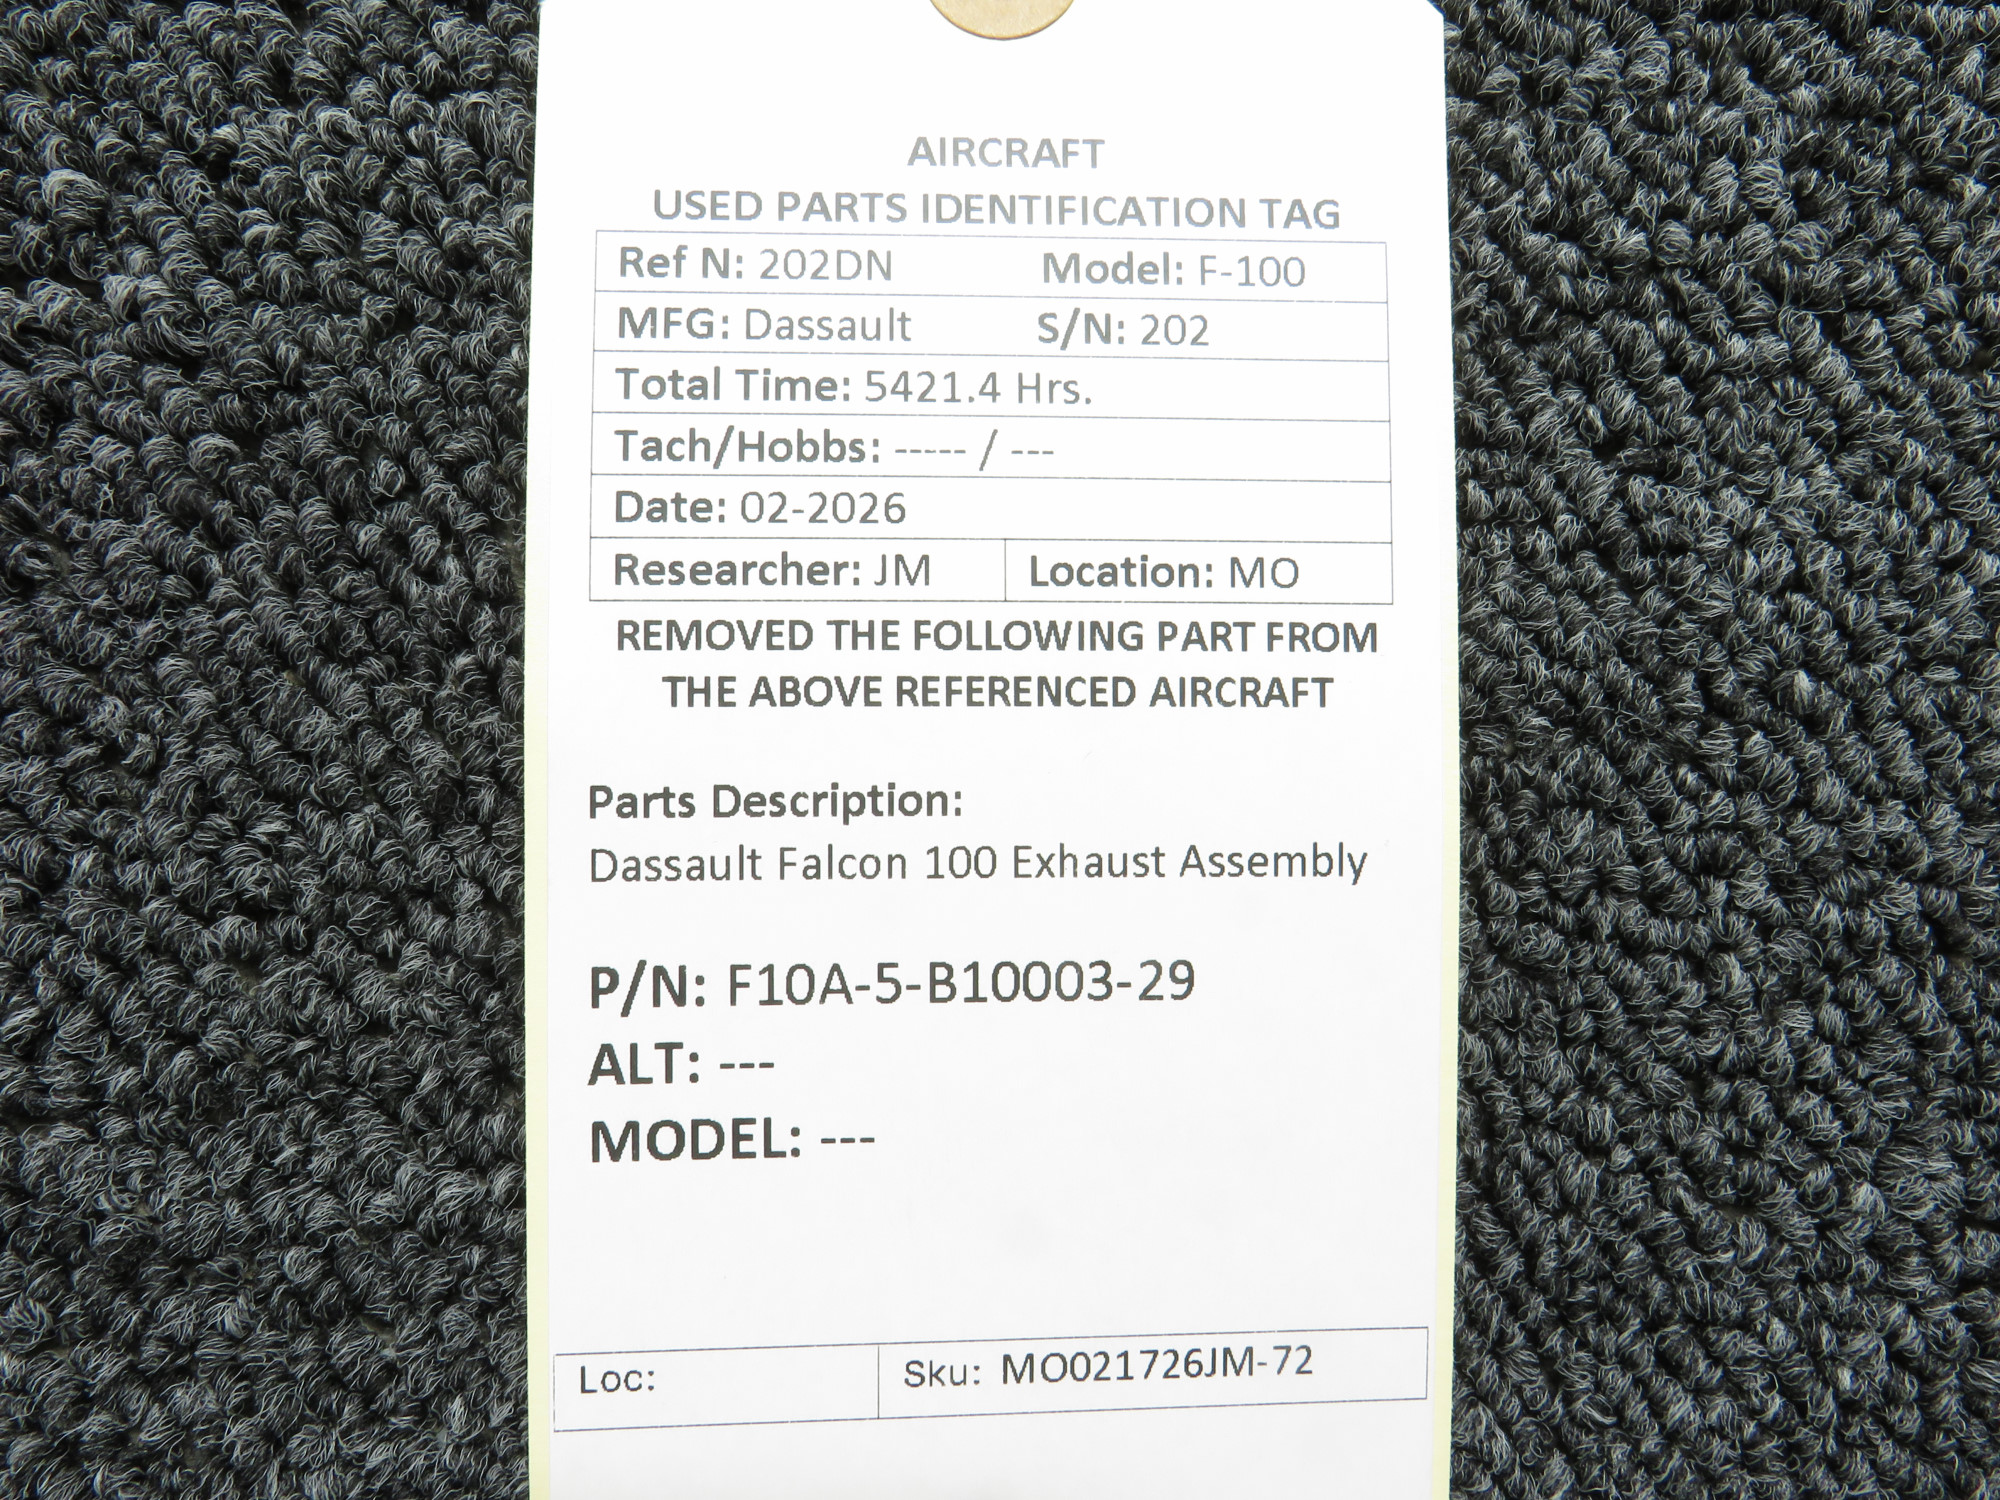 AIRCRAFT
USED PARTS IDENTIFICATION TAG
Ref N: 202DN Model: F-100
MFG: Dassault S/N: 202
Total Time: 5421.4 Hrs.
Tach/Hobbs: ----- / ---
Date: 02-2026
Researcher: JM Location: MO
REMOVED THE FOLLOWING PART FROM
THE ABOVE REFERENCED AIRCRAFT
Parts Description:
Dassault Falcon 100 Exhaust Assembly
P/N: F10A-5-B10003-29
ALT: ---
MODEL: ---
Loc: Sku: MO021726JM-72